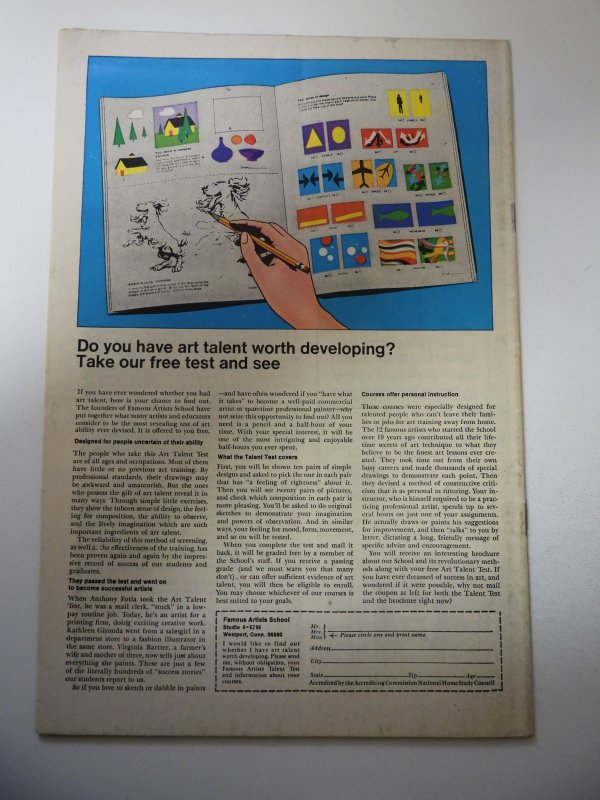 Do you have art talent worth developing?
Take our free test and see
If you have ever wondered whether you had
art talent, here is your chance to find out.
The founders of Famous Artists School have
put together what many artists and educators
consider to be the most revealing test of art
ability ever devised. It is offered to you free.
Designed for people uncertain of their ability
The people who take this Art Talent Test
are of all ages and occupations. Most of them
have little or no previous art training. By
professional standards, their drawings may
be awkward and amateurish. But the ones
who possess the gift of art talent reveal it in
many ways. Through simple little exercises,
they show the inborn sense of design, the feel-
ing for composition, the ability to observe,
and the lively imagination which are such
important ingredients of art talent.
The reliability of this method of screening,
as well as the effectiveness of the training, has
been proven again and again by the impres-
sive record of success of our students and
graduates.
They passed the test and went on
to become successful artists
When Anthony Fotia took the Art Talent
Test, he was a mail clerk, "stuck" in a low-
pay routine job. Today, he's an artist for a
printing firm, doing exciting creative work.
Kathleen Gironda went from a salesgirl in a
department store to a fashion illustrator in
the same store. Virginia Bartter, a farmer's
wife and mother of three, now sells just about
everything she paints. These are just a few
of the literally hundreds of "success stories"
our students report to us.
So if you love to sketch or dabble in paints
—and have often wondered if you "have what
it takes" to become a well-paid commercial
artist or sparetime professional painter—why
not seize this opportunity to find out? All you
need is a pencil and a half-hour of your
time. With your special interest, it will be
one of the most intriguing and enjoyable
half-hours you ever spent.
What the Talent Test covers
First, you will be shown ten pairs of simple
designs and asked to pick the one in each pair
that has "a feeling of rightness" about it.
Then you will see twenty pairs of pictures,
and check which composition in each pair is
more pleasing. You'll be asked to do original
sketches to demonstrate your imagination
and powers of observation. And in similar
ways, your feeling for mood, form, movement,
and so on will be tested.
When you complete the test and mail it
back, it will be graded free by a member of
the School's staff. If you receive a passing
grade (and we must warn you that many
don't), or can offer sufficient evidence of art
talent, you will then be eligible to enroll.
You may choose whichever of our courses is
best suited to your goals.
Courses offer personal instruction
These courses were especially designed for
talented people who can't leave their fami-
lies or jobs for art training away from home.
The 12 famous artists who started the School
over 19 years ago contributed all their life-
time secrets of art technique to what they
believe to be the finest art lessons ever cre-
ated. They took time out from their own
busy careers and made thousands of special
drawings to demonstrate each point. Then
they devised a method of constructive criti-
cism that is as personal as tutoring. Your in-
structor, who is himself required to be a prac-
ticing professional artist, spends up to sev-
eral hours on just one of your assignments.
He actually draws or paints his suggestions
for improvement, and then "talks" to you by
letter, dictating a long, friendly message of
specific advice and encouragement.
You will receive an interesting brochure
about our School and its revolutionary meth-
ods along with your free Art Talent Test. If
you have ever dreamed of success in art, and
wondered if it were possible, why not mail
the coupon at left for both the Talent Test
and the brochure right now?
Famous Artists School
Studio 4-5296
Westport, Conn. 06880
I would like to find out
whether I have art talent
worth developing. Please send
me, without obligation, your
Famous Artists Talent Test
and information about your
courses.
Mr.
Mrs.
Miss ← Please circle one and print name
Address
City
State Zip Age
Accredited by the Accrediting Commission National Home Study Council